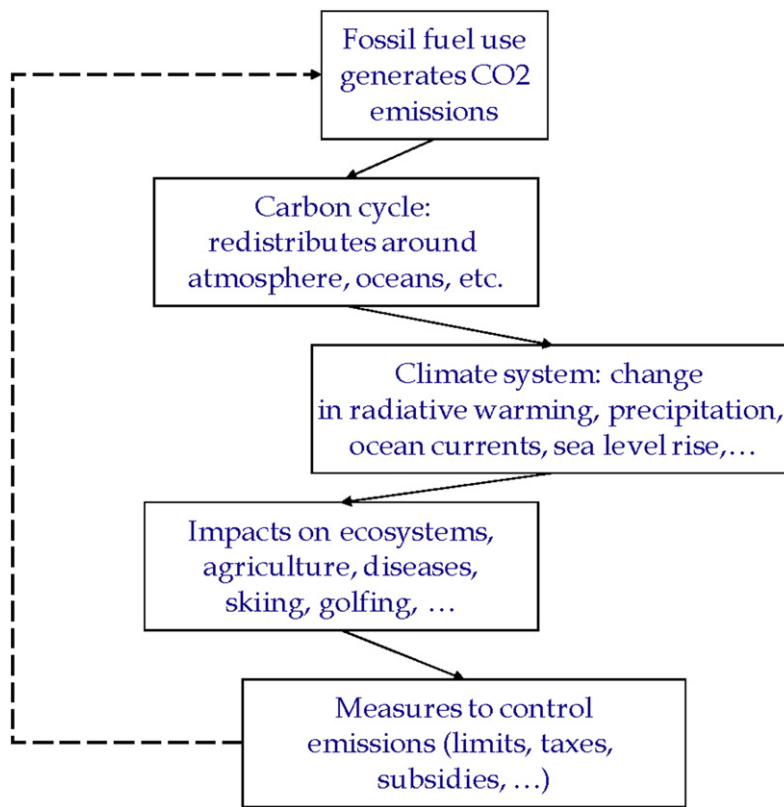 Fossil fuel use
generates CO2
emissions
Carbon cycle:
redistributes around
atmosphere, oceans, etc.
Climate system: change
in radiative warming, precipitation,
ocean currents, sea level rise,…
Impacts on ecosystems,
agriculture, diseases,
skiing, golfing, …
Measures to control
emissions (limits, taxes,
subsidies, …)